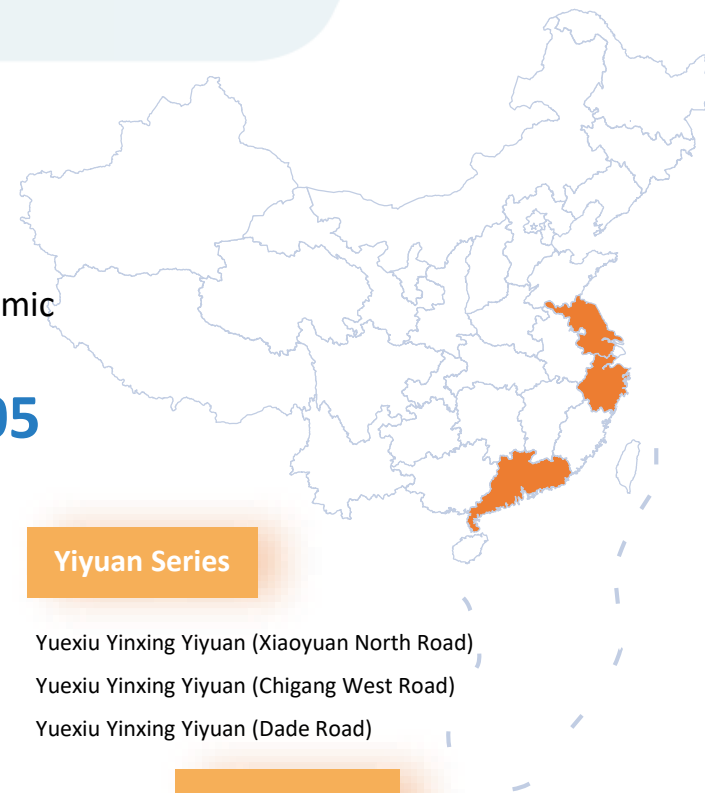 mic
05
Yiyuan Series
Yuexiu Yinxing Yiyuan (Xiaoyuan North Road)
Yuexiu Yinxing Yiyuan (Chigang West Road)
Yuexiu Yinxing Yiyuan (Dade Road)